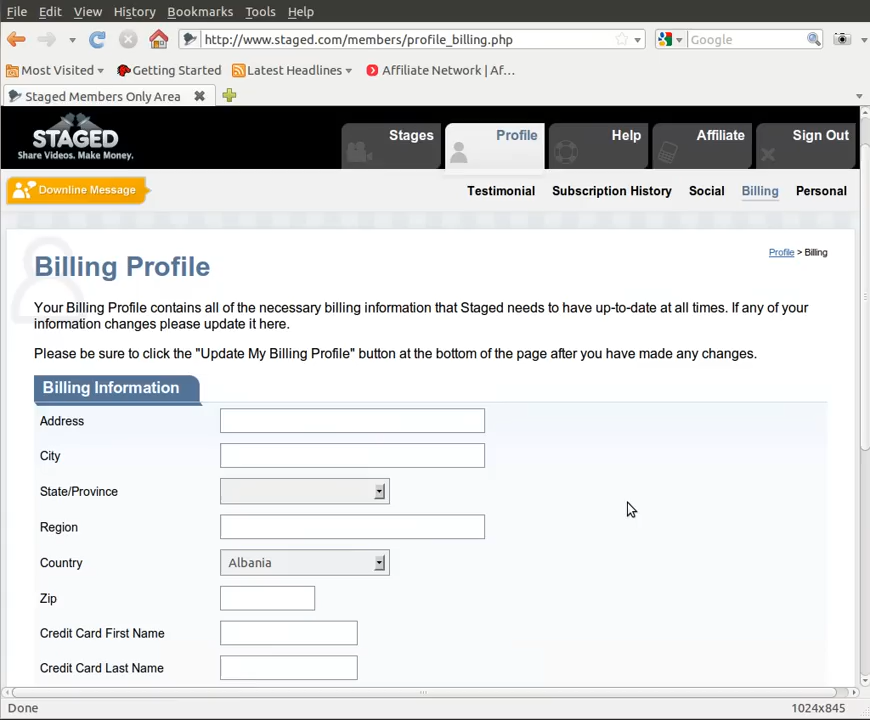 File Edit View History Bookmarks Tools Help
http://www.staged.com/members/profile_billing.php
Google
Most Visited Getting Started Latest Headlines Affiliate Network | Af...
Staged Members Only Area
STAGED
Share Videos. Make Money.
Stages Profile Help Affiliate Sign Out
Downline Message
Testimonial Subscription History Social Billing Personal
Profile > Billing
Billing Profile
Your Billing Profile contains all of the necessary billing information that Staged needs to have up-to-date at all times. If any of your
information changes please update it here.
Please be sure to click the "Update My Billing Profile" button at the bottom of the page after you have made any changes.
Billing Information
Address
City
State/Province
Region
Country Albania
Zip
Credit Card First Name
Credit Card Last Name
Done 1024x845